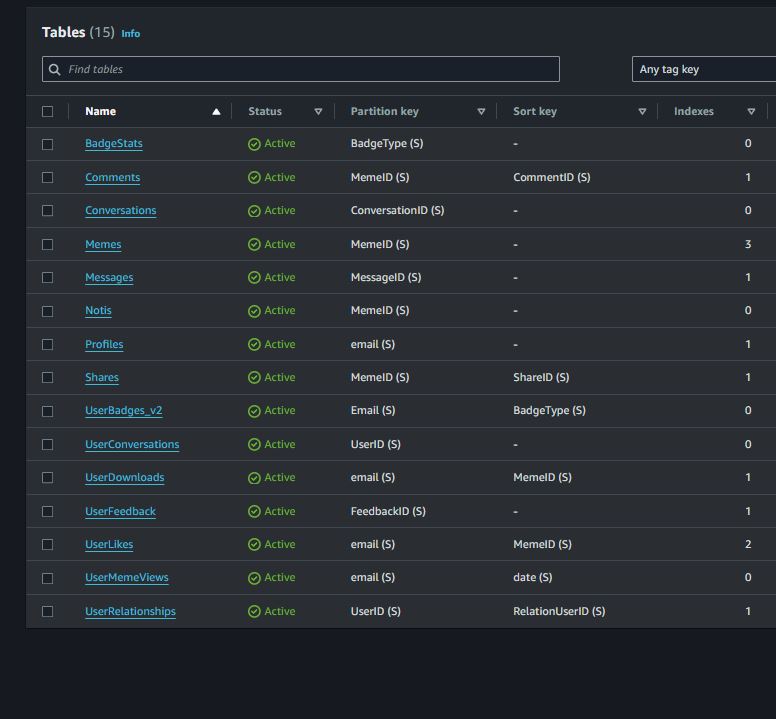 Tables (15) Info
Find tables
Any tag key
Name Status Partition key Sort key Indexes
BadgeStats Active BadgeType (S) - 0
Comments Active MemeID (S) CommentID (S) 1
Conversations Active ConversationID (S) - 0
Memes Active MemeID (S) - 3
Messages Active MessageID (S) - 1
Notis Active MemeID (S) - 0
Profiles Active email (S) - 1
Shares Active MemeID (S) ShareID (S) 1
UserBadges_v2 Active Email (S) BadgeType (S) 0
UserConversations Active UserID (S) - 0
UserDownloads Active email (S) MemeID (S) 1
UserFeedback Active FeedbackID (S) - 1
UserLikes Active email (S) MemeID (S) 2
UserMemeViews Active email (S) date (S) 0
UserRelationships Active UserID (S) RelationUserID (S) 1